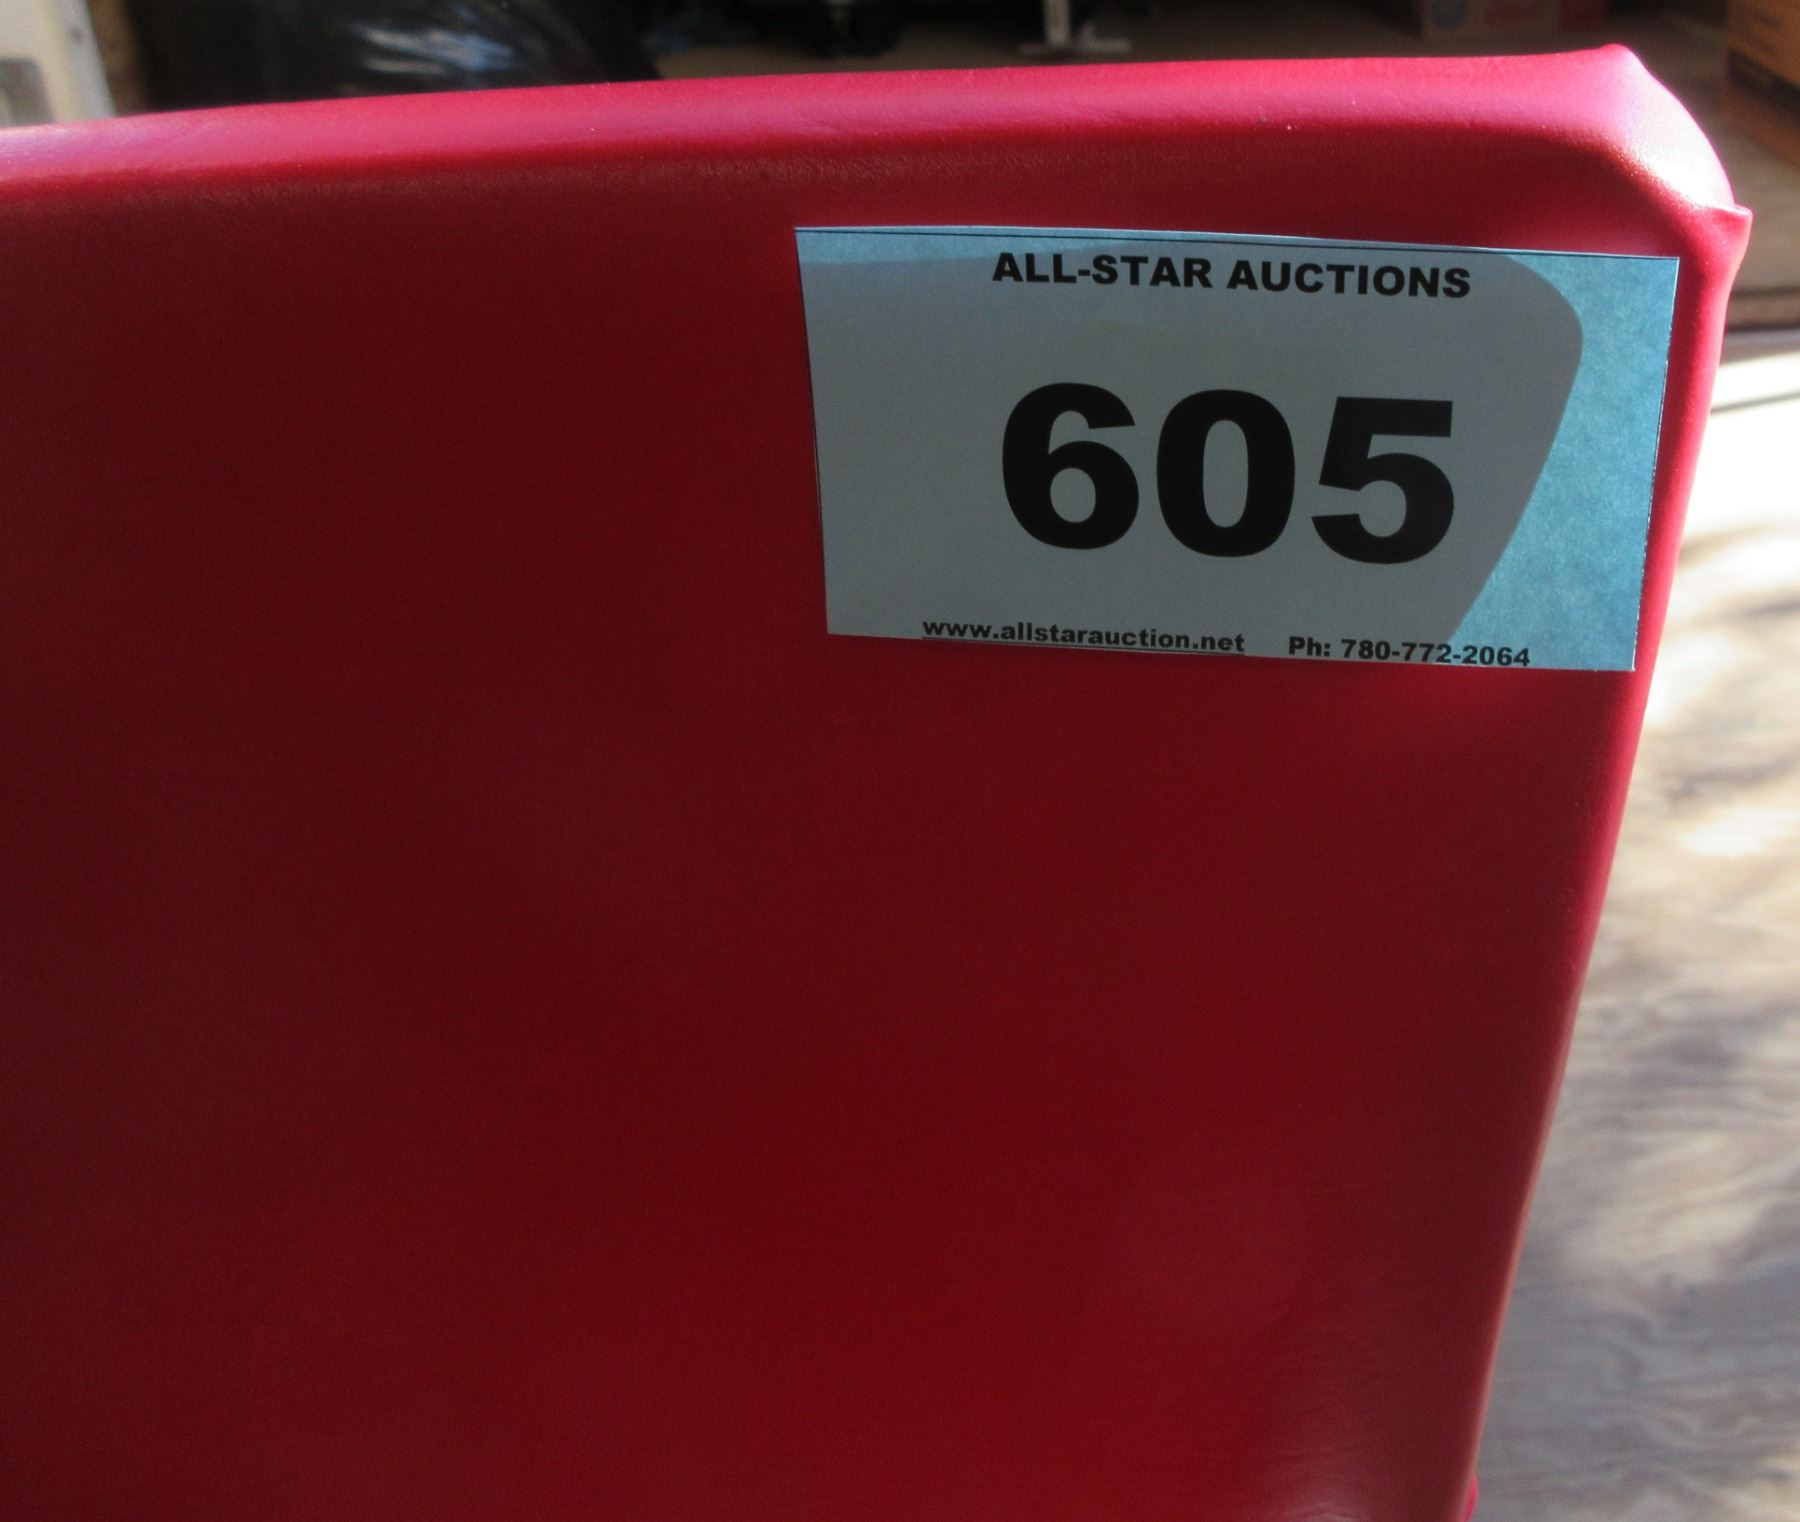 ALL-STAR AUCTIONS
605
www.allstarauction.net Ph: 780-772-2064